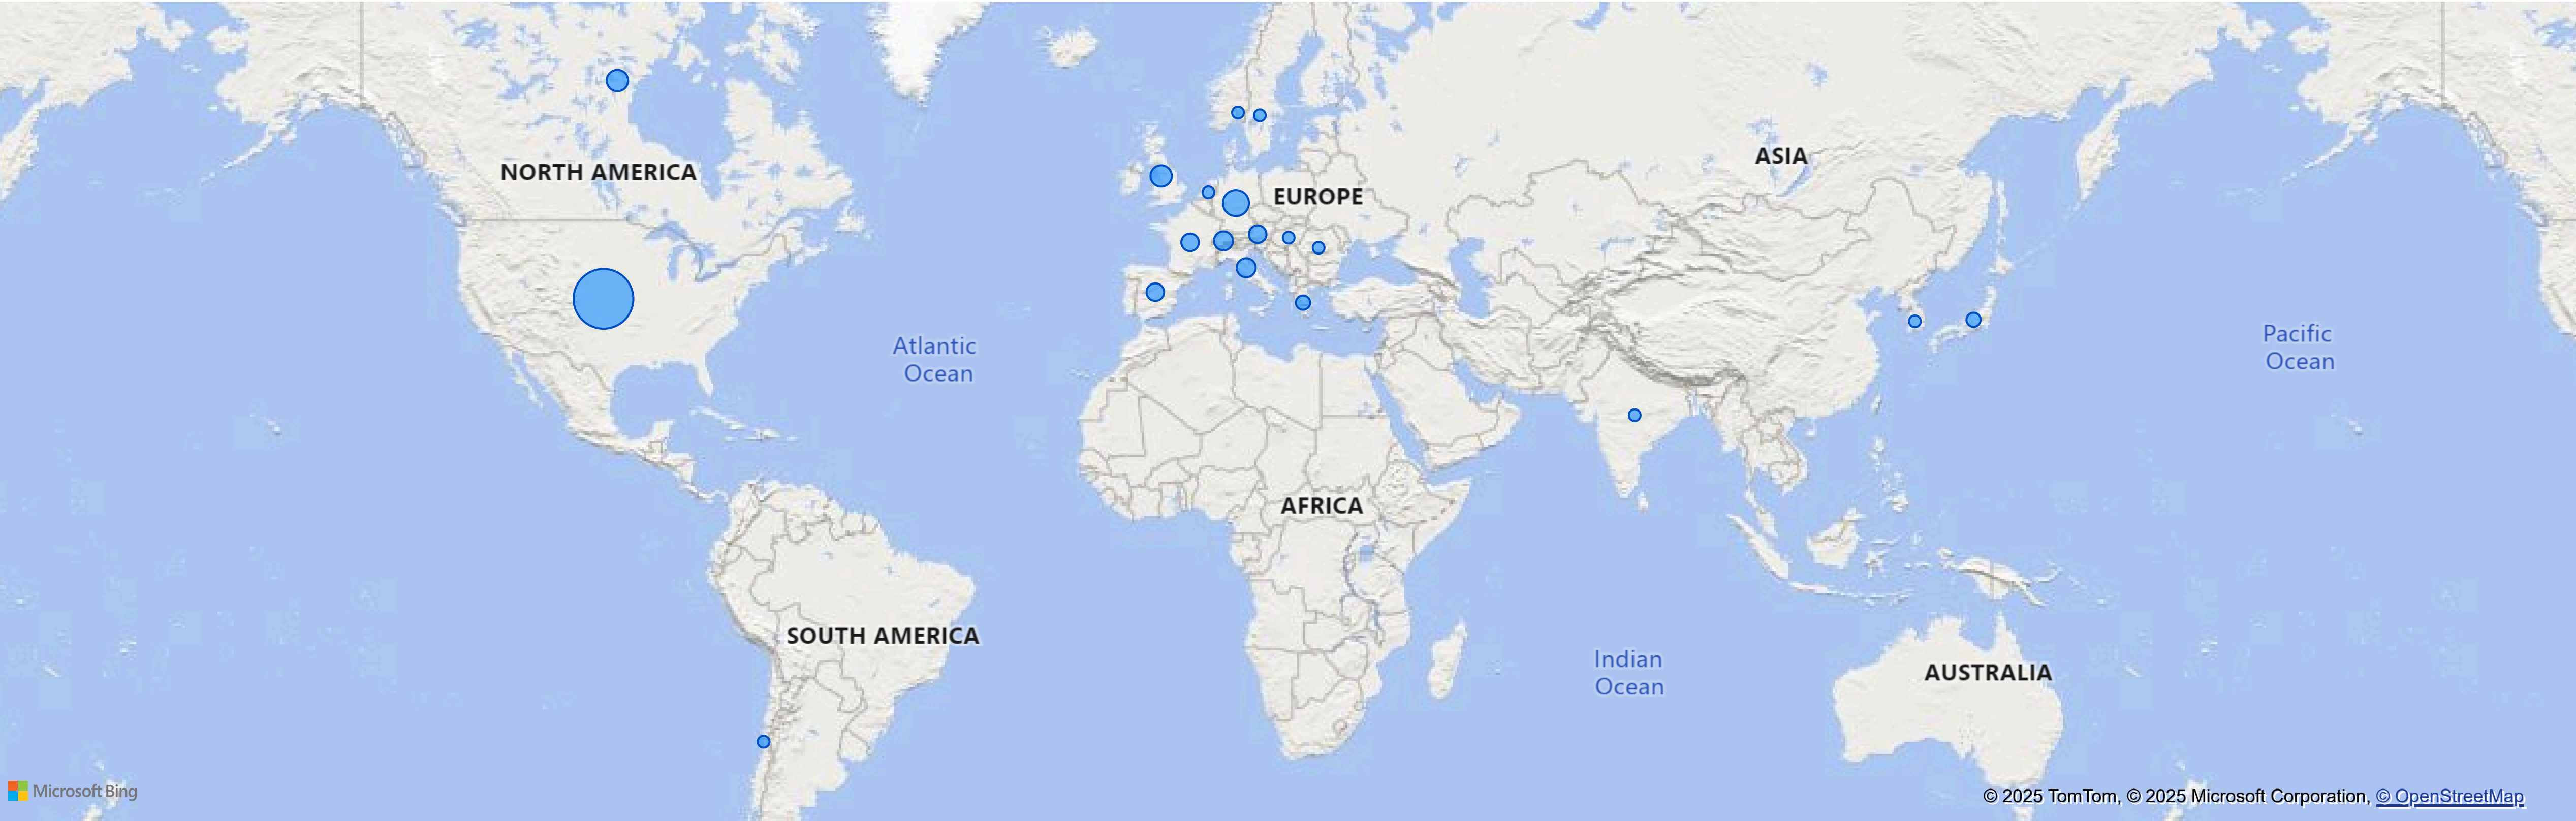 ASIA
NORTH AMERICA
EUROPE
Atlantic
Ocean
Pacific
Ocean
AFRICA
SOUTH AMERICA
Indian
Ocean
AUSTRALIA
Microsoft Bing
© 2025 TomTom, © 2025 Microsoft Corporation, © OpenStreetMap